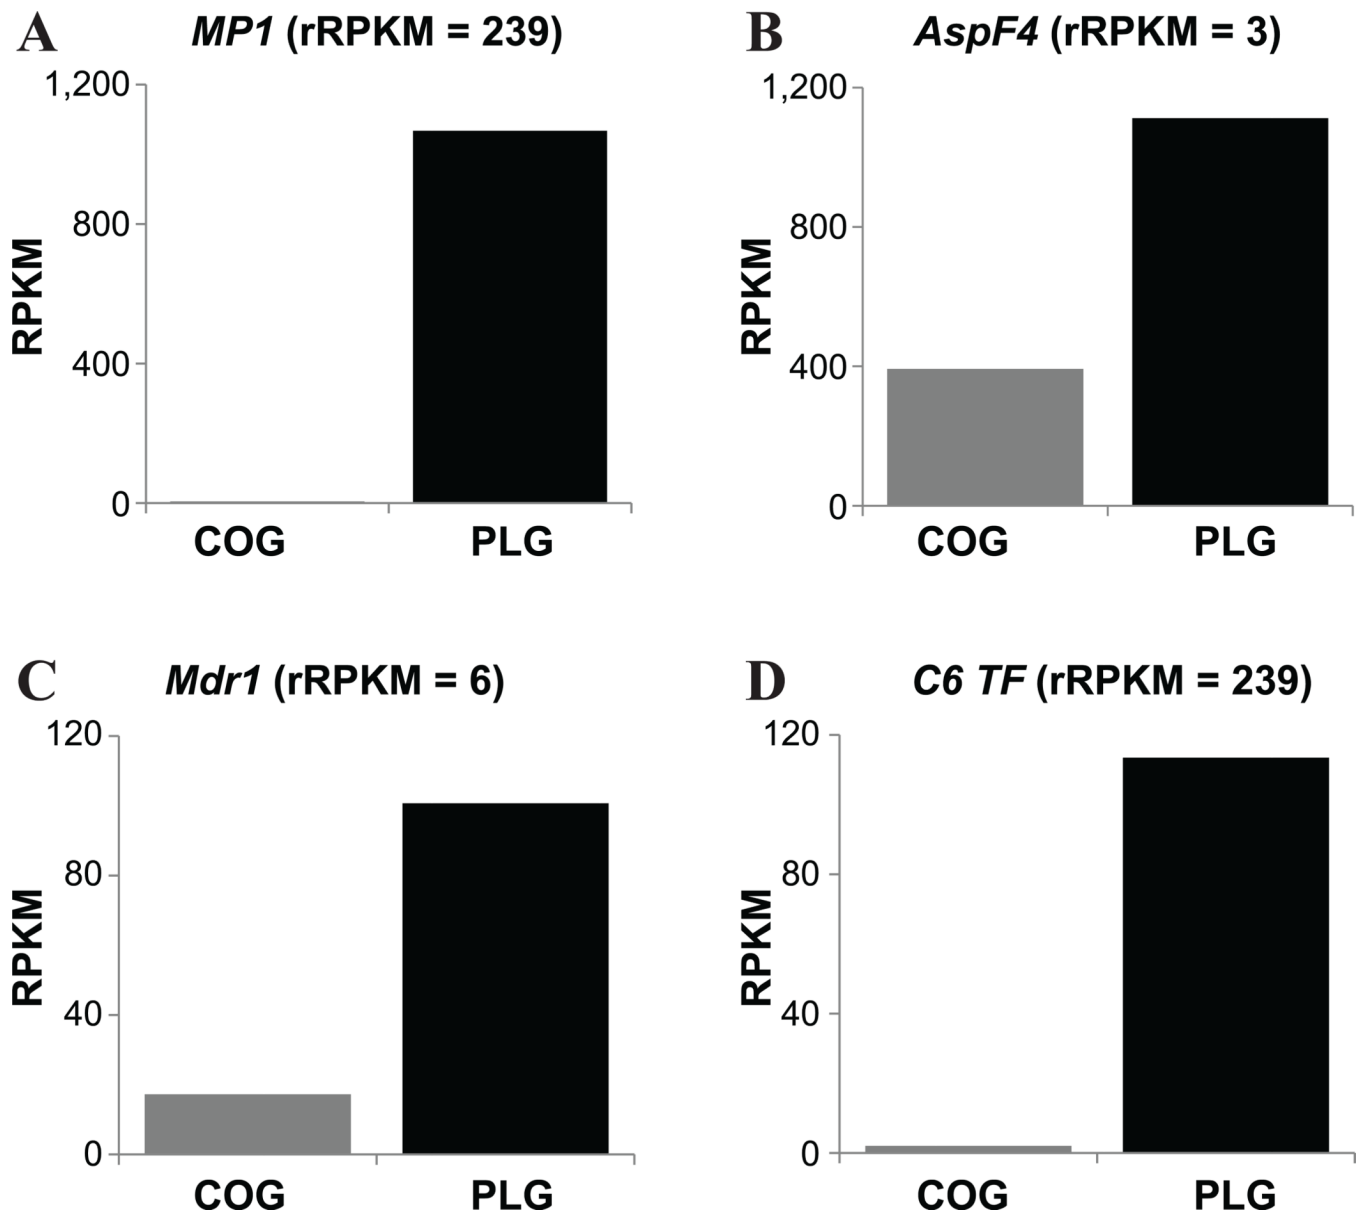 A MP1 (rRPKM = 239)
1,200
800
400
0
RPKM
COG PLG
B AspF4 (rRPKM = 3)
1,200
800
400
0
RPKM
COG PLG
C Mdr1 (rRPKM = 6)
120
80
40
0
RPKM
COG PLG
D C6 TF (rRPKM = 239)
120
80
40
0
RPKM
COG PLG